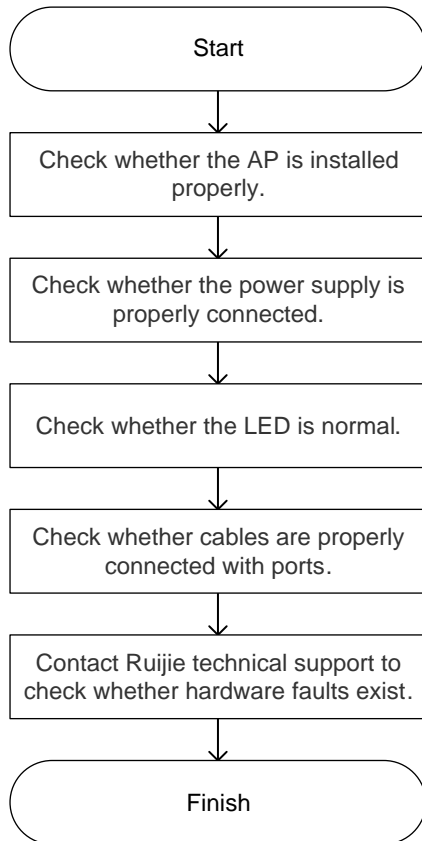 Start
Check whether the AP is installed
properly.
Check whether the power supply is
properly connected.
Check whether the LED is normal.
Check whether cables are properly
connected with ports.
Contact Ruijie technical support to
check whether hardware faults exist.
Finish